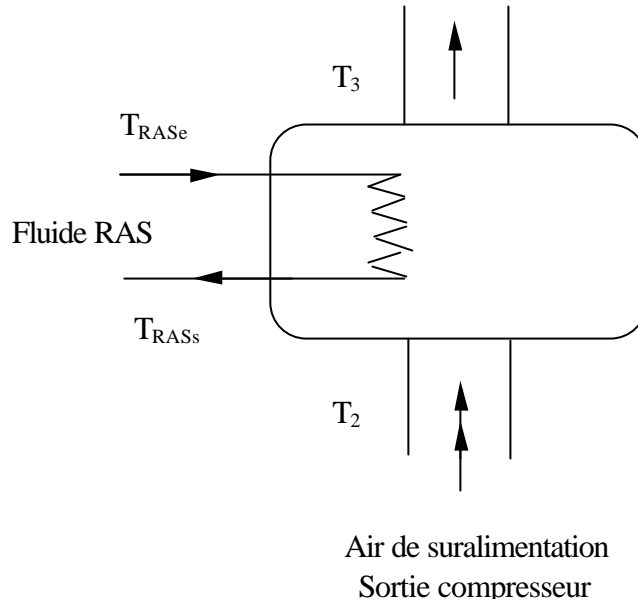 T3
TRASe
Fluide RAS
TRASs
T2
Air de suralimentation
Sortie compresseur